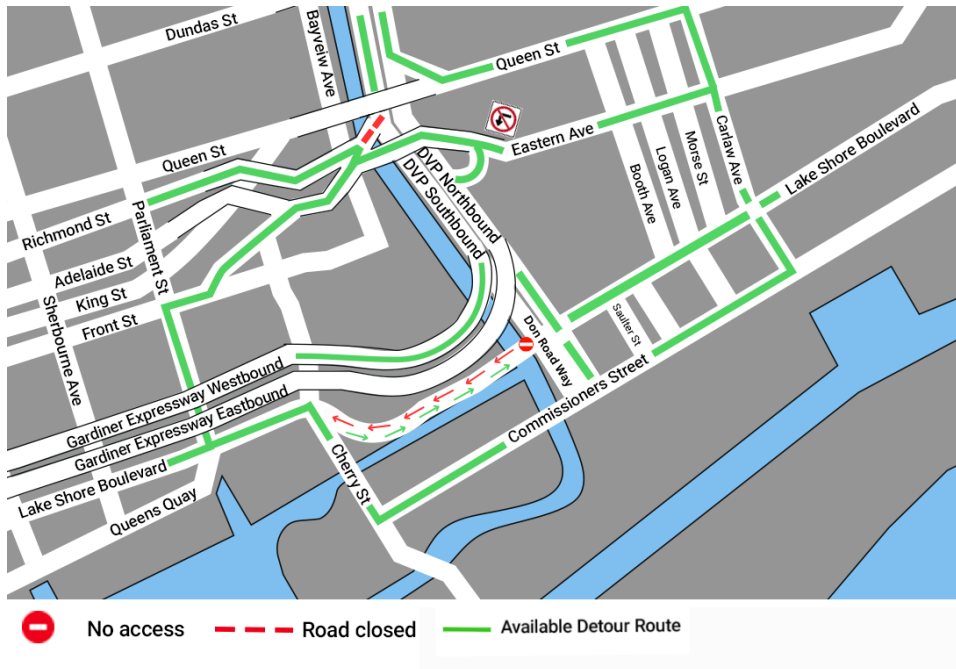 Dundas St
Bayveiw Ave
Queen St
Queen St
Eastern Ave
Carlaw Ave
Lake Shore Boulevard
Morse St
Logan Ave
Booth Ave
DVP Northbound
DVP Southbound
Richmond St
Parliament St
Adelaide St
King St
Front St
Sherbourne Ave
Saulter St
Don Road Way
Gardiner Expressway Westbound
Gardiner Expressway Eastbound
Commissioners Street
Lake Shore Boulevard
Cherry St
Queens Quay
No access
Road closed
Available Detour Route